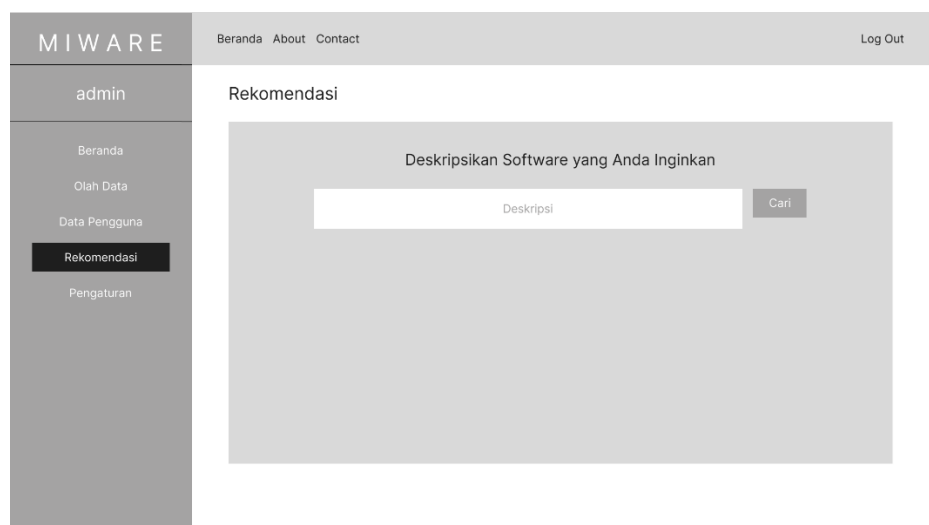 MIWARE
Beranda About Contact
Log Out
admin
Beranda
Olah Data
Data Pengguna
Rekomendasi
Pengaturan
Rekomendasi
Deskripsikan Software yang Anda Inginkan
Deskripsi
Cari